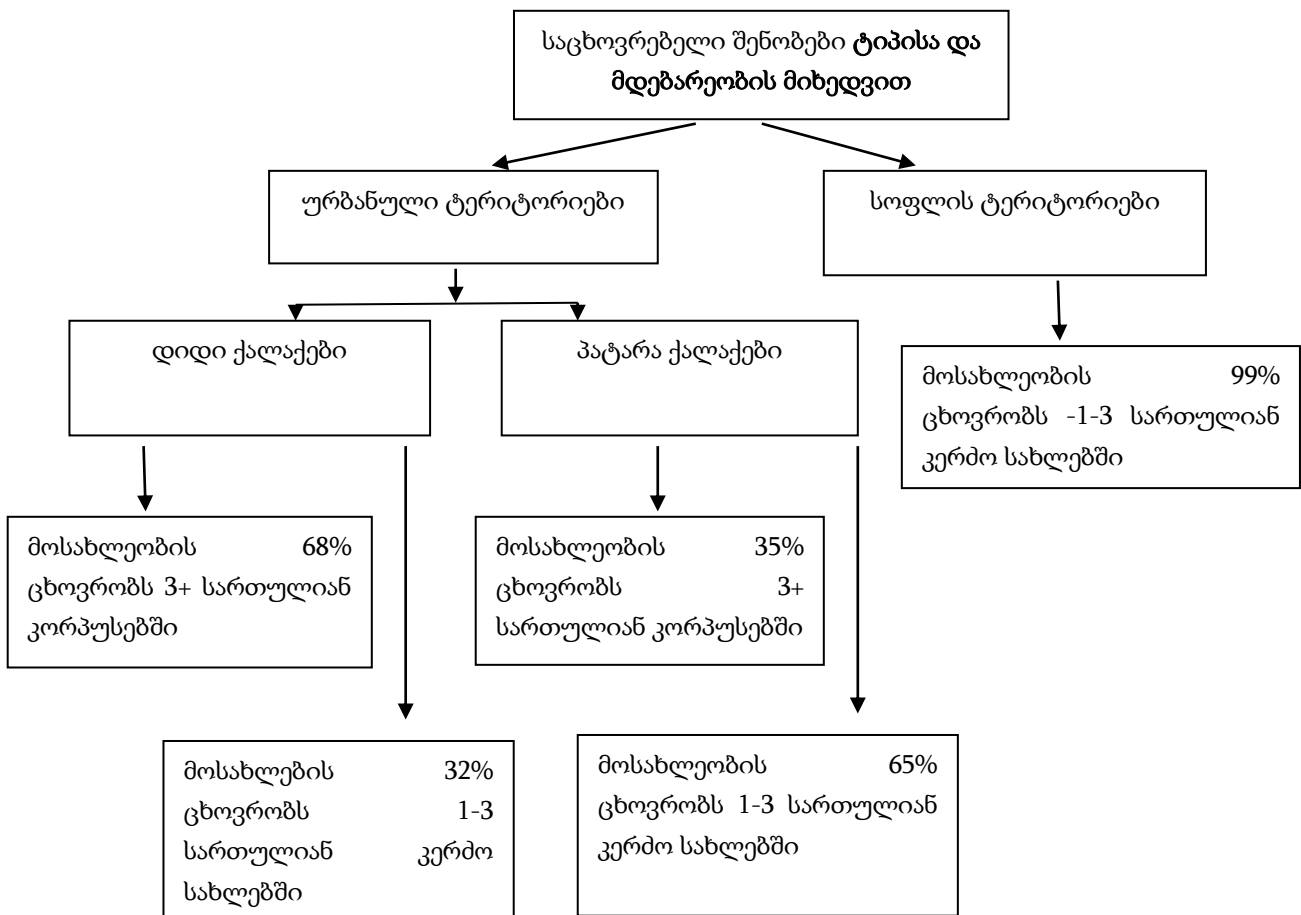 საცხოვრებელი შენობები ტიპისა და
მდებარეობის მიხედვით
ურბანული ტერიტორიები
სოფლის ტერიტორიები
დიდი ქალაქები
პატარა ქალაქები
მოსახლეობის 99%
ცხოვრობს -1-3 სართულიან
კერძო სახლებში
მოსახლეობის 68%
ცხოვრობს 3+ სართულიან
კორპუსებში
მოსახლეობის 35%
ცხოვრობს 3+
სართულიან კორპუსებში
მოსახლების 32%
ცხოვრობს 1-3
სართულიან კერძო
სახლებში
მოსახლეობის 65%
ცხოვრობს 1-3 სართულიან
კერძო სახლებში